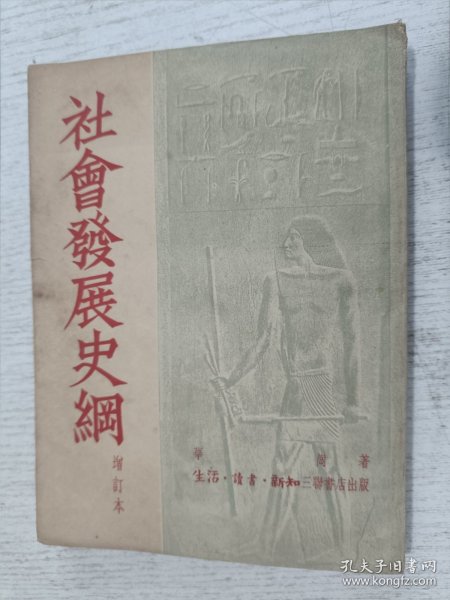 社會發展史綱
增訂本
華 崗 著
生活·讀書·新知三聯書店出版
孔夫子旧书网
www.kongfz.com